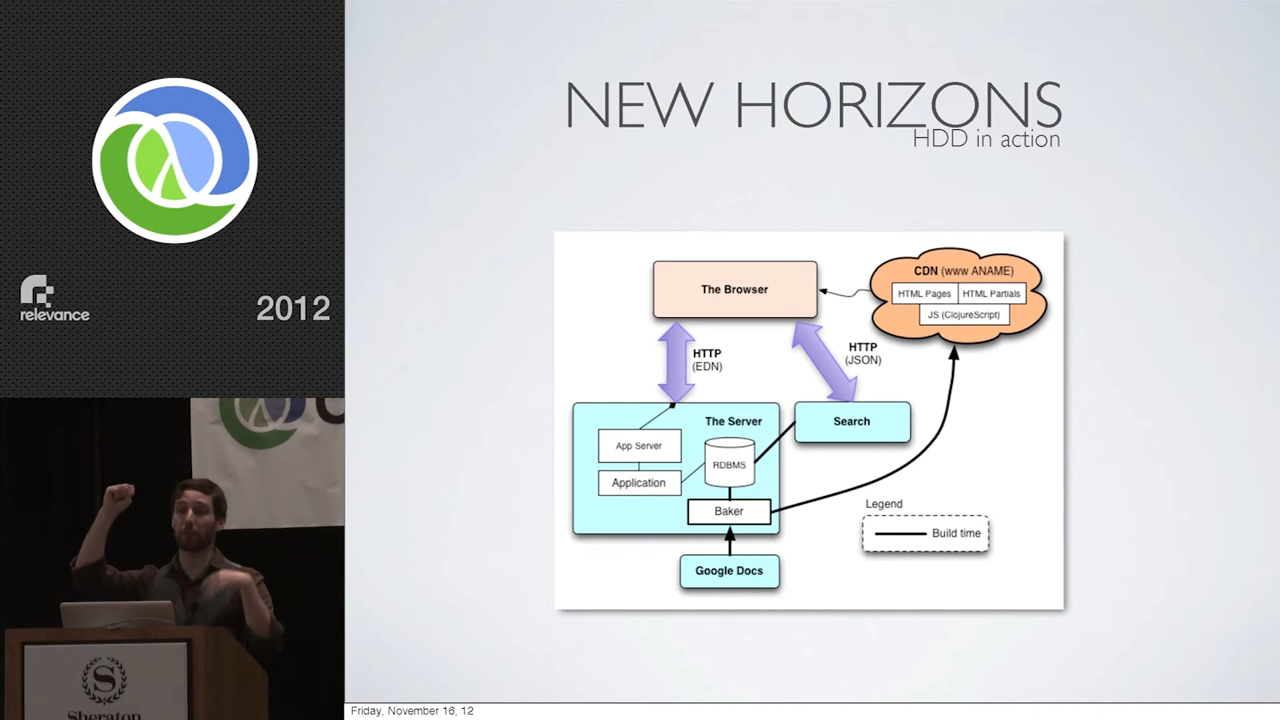 relevance
2012
NEW HORIZONS
HDD in action
The Browser
CDN (www ANAME)
HTML Pages
HTML Partials
JS (ClojureScript)
HTTP
(EDN)
HTTP
(JSON)
The Server
Search
App Server
RDBMS
Application
Baker
Legend
Build time
Google Docs
S
Sheraton
Friday, November 16, 12